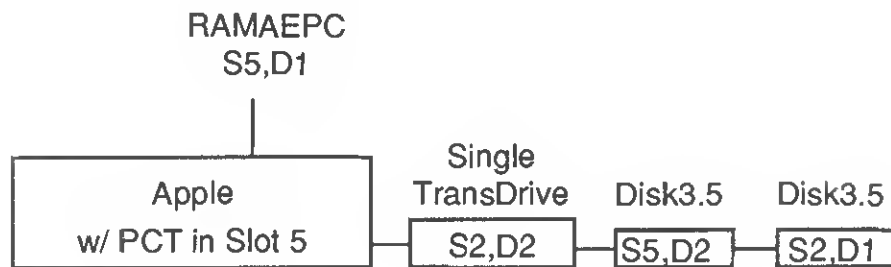 RAMAEPC
S5,D1
Apple
w/ PCT in Slot 5
Single
TransDrive
S2,D2
Disk3.5
S5,D2
Disk3.5
S2,D1